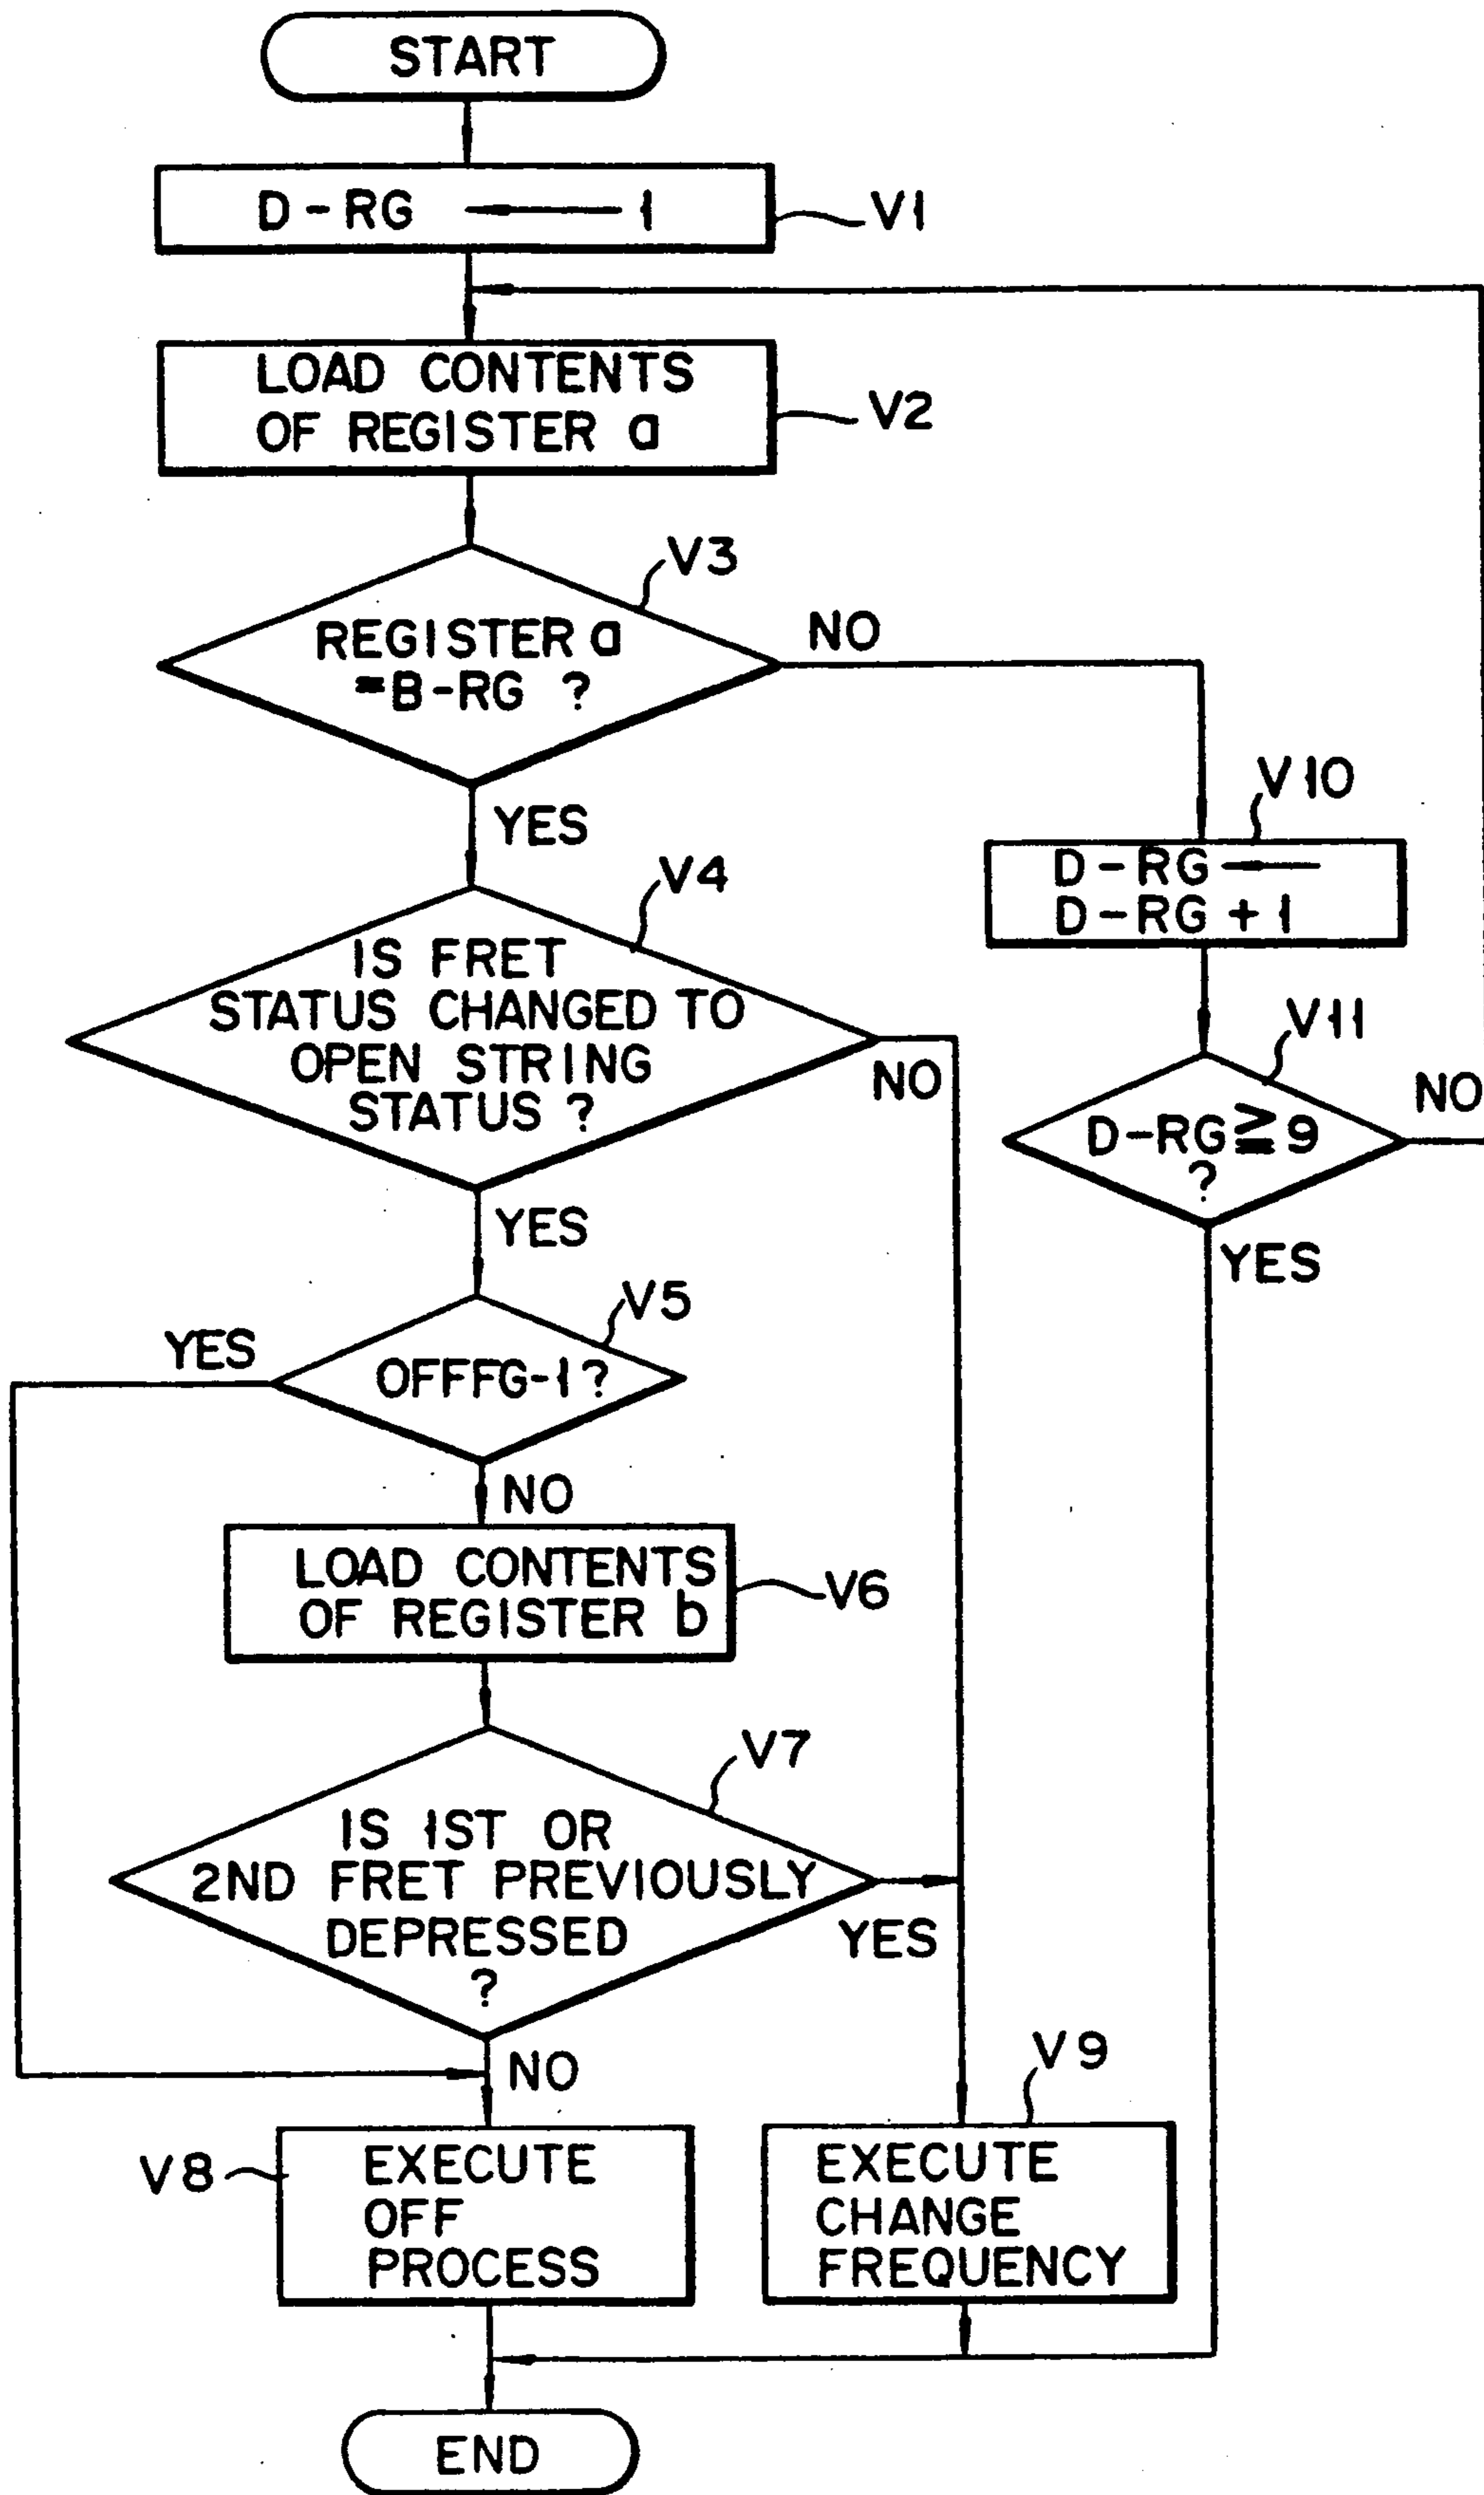 START
D-RG ← 1
V1
LOAD CONTENTS
OF REGISTER a
V2
V3
REGISTER a
=B-RG ?
NO
YES
V10
D-RG ←
D-RG+1
V4
IS FRET
STATUS CHANGED TO
OPEN STRING
STATUS ?
NO
V11
NO
D-RG≧9
?
YES
YES
V5
YES
OFFFG-1?
NO
LOAD CONTENTS
OF REGISTER b
V6
V7
IS 1ST OR
2ND FRET PREVIOUSLY
DEPRESSED
?
YES
NO
V9
V8
EXECUTE
OFF
PROCESS
EXECUTE
CHANGE
FREQUENCY
END